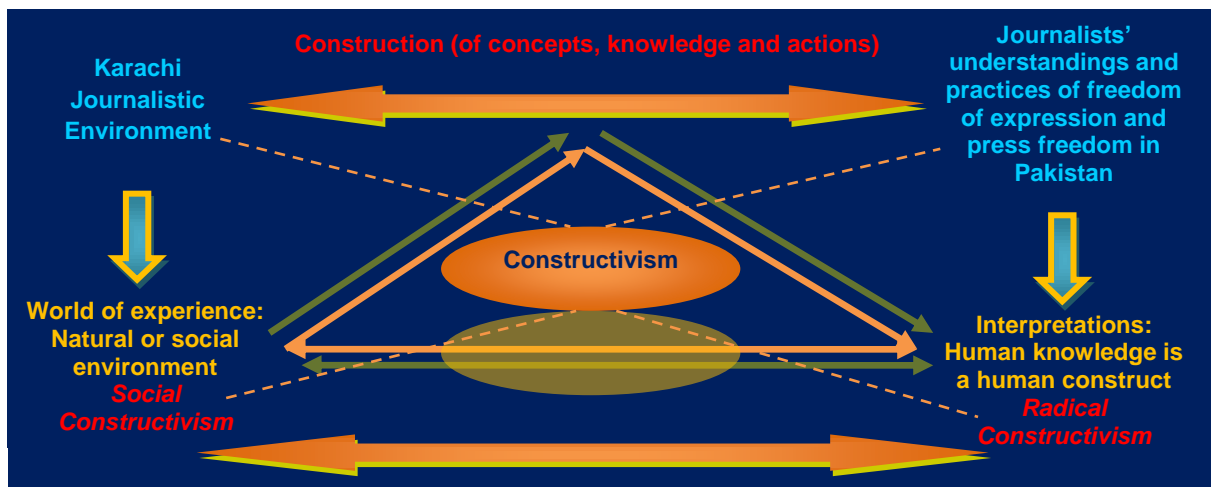 Construction (of concepts, knowledge and actions)
Karachi
Journalistic
Environment
Journalists’
understandings and
practices of freedom
of expression and
press freedom in
Pakistan
Constructivism
World of experience:
Natural or social
environment
Social
Constructivism
Interpretations:
Human knowledge is
a human construct
Radical
Constructivism